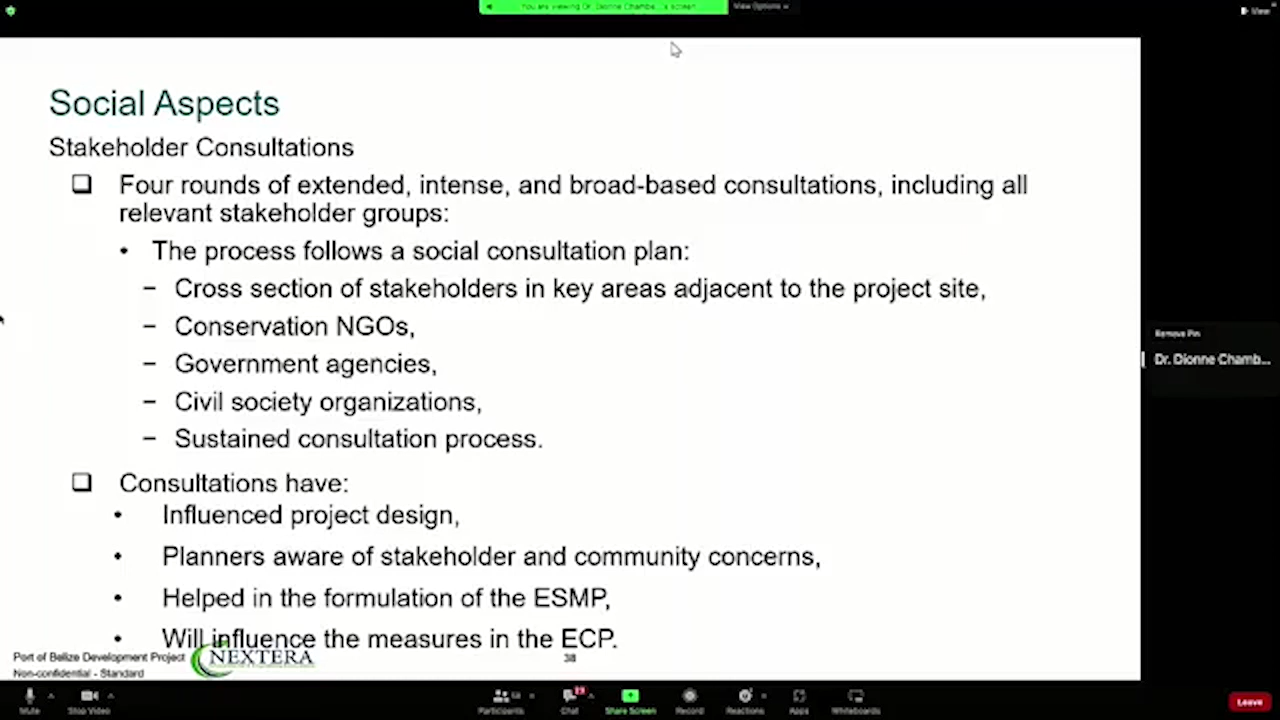 You are viewing Dr. Dionne Chambe...'s screen
View Options
View
Social Aspects
Stakeholder Consultations
❑ Four rounds of extended, intense, and broad-based consultations, including all
relevant stakeholder groups:
• The process follows a social consultation plan:
− Cross section of stakeholders in key areas adjacent to the project site,
− Conservation NGOs,
− Government agencies,
− Civil society organizations,
− Sustained consultation process.
❑ Consultations have:
• Influenced project design,
• Planners aware of stakeholder and community concerns,
• Helped in the formulation of the ESMP,
• Will influence the measures in the ECP.
Remove Pin
Dr. Dionne Chamb...
Port of Belize Development Project
Non-confidential - Standard
NEXTERA
38
Mute
Stop Video
Participants
Chat
Share Screen
Record
Reactions
Apps
Whiteboards
Leave